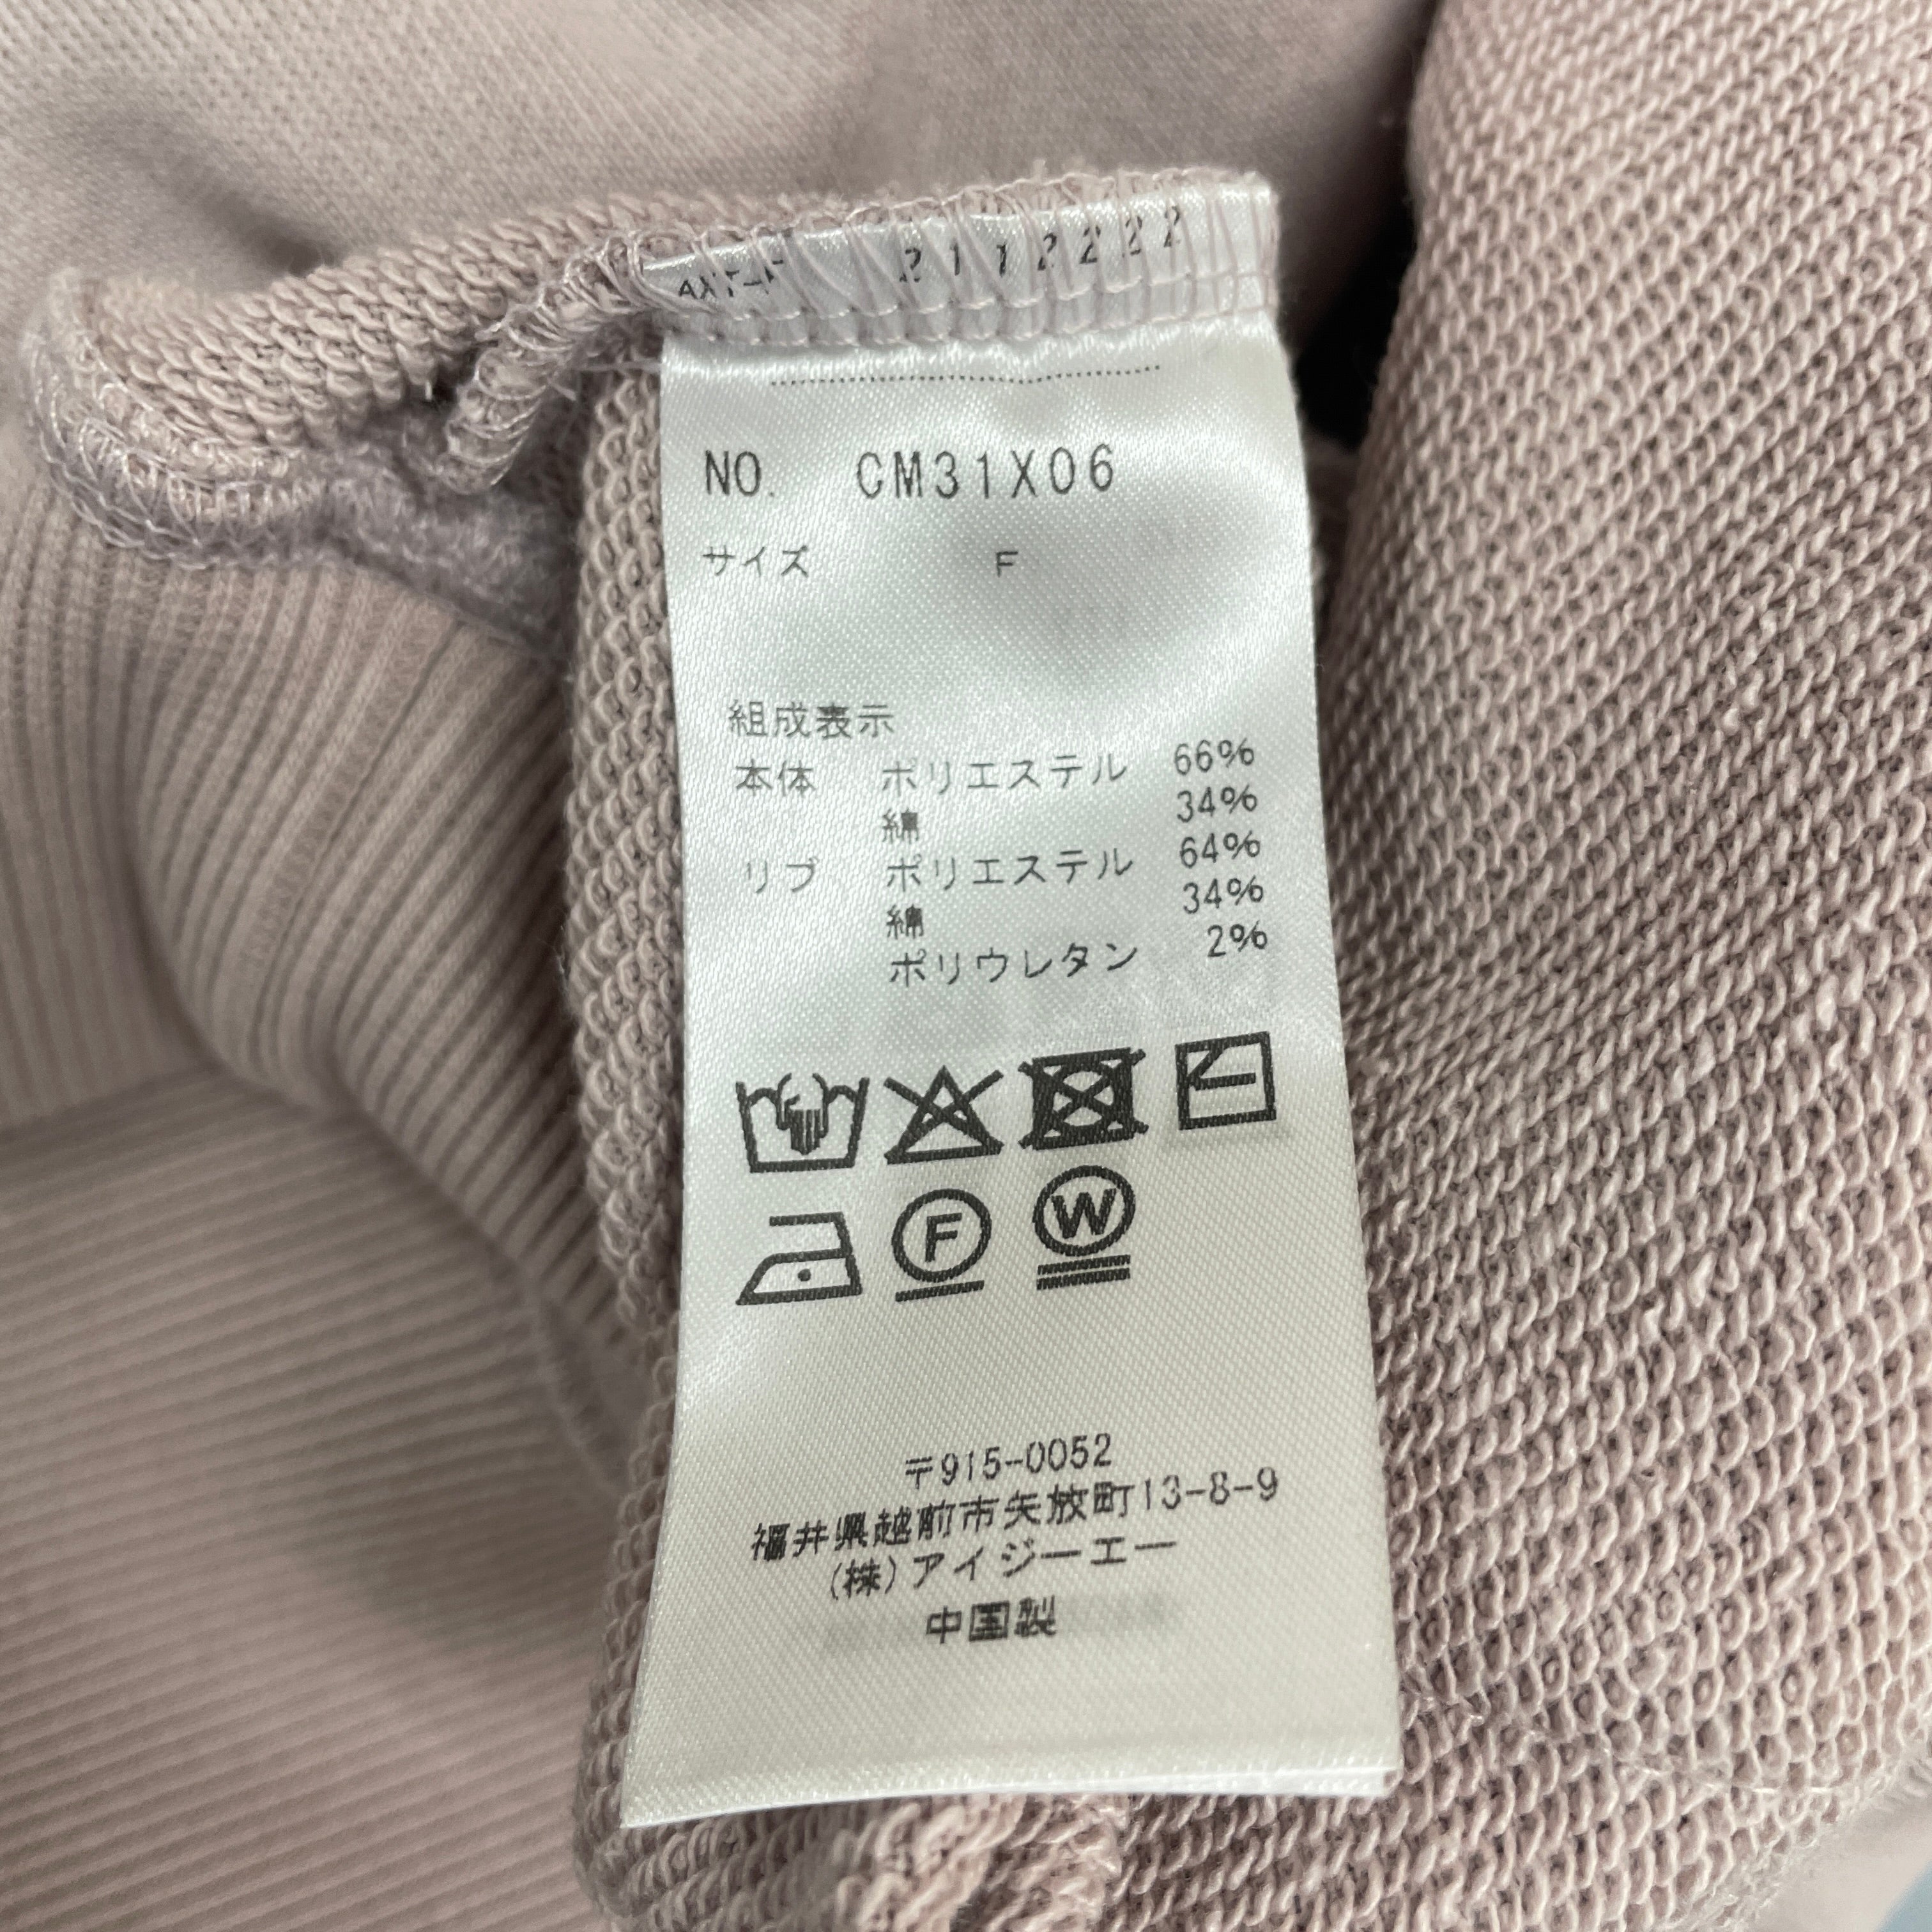 2112222
NO. CM31X06
サイズ F
組成表示
本体 ポリエステル 66%
綿 34%
リブ ポリエステル 64%
綿 34%
ポリウレタン 2%
F W
〒915-0052
福井県越前市矢放町13-8-9
(株)アイジーエー
中国製